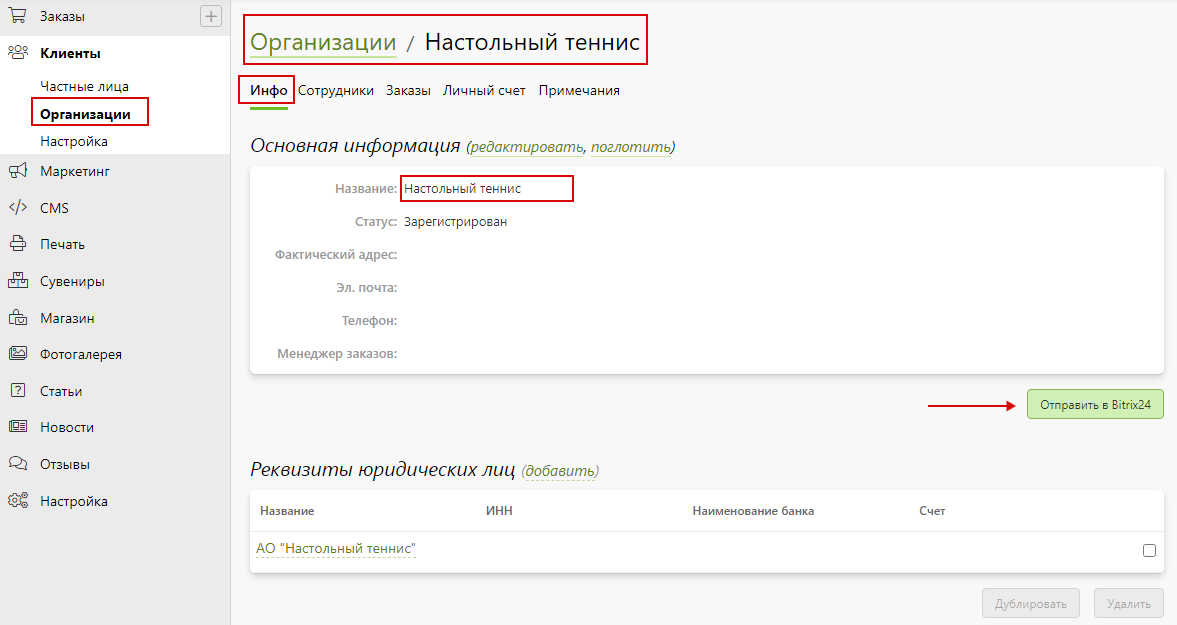 Заказы
Клиенты
Частные лица
Организации
Настройка
Маркетинг
CMS
Печать
Сувениры
Магазин
Фотогалерея
Статьи
Новости
Отзывы
Настройка
Организации / Настольный теннис
Инфо Сотрудники Заказы Личный счет Примечания
Основная информация (редактировать, поглотить)
Название: Настольный теннис
Статус: Зарегистрирован
Фактический адрес:
Эл. почта:
Телефон:
Менеджер заказов:
Отправить в Bitrix24
Реквизиты юридических лиц (добавить)
Название ИНН Наименование банка Счет
АО "Настольный теннис"
Дублировать Удалить